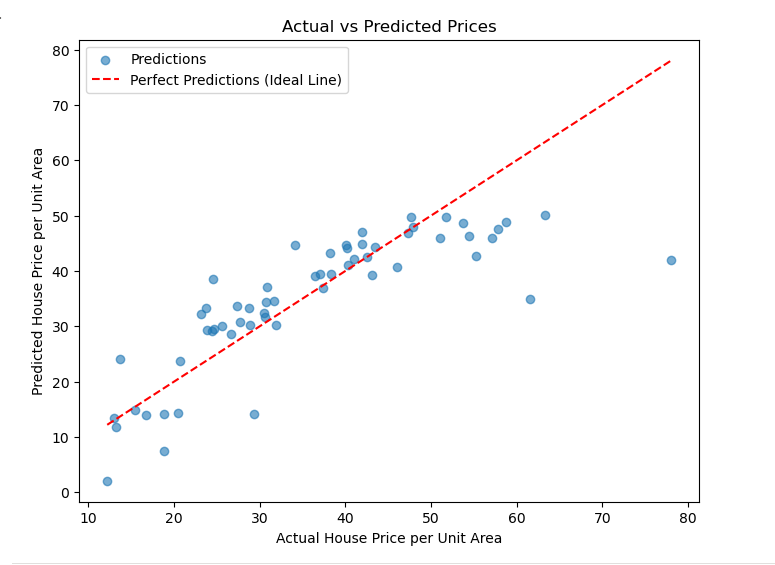 Actual vs Predicted Prices
Predictions
Perfect Predictions (Ideal Line)
80
70
60
50
40
30
20
10
0
Predicted House Price per Unit Area
10 20 30 40 50 60 70 80
Actual House Price per Unit Area